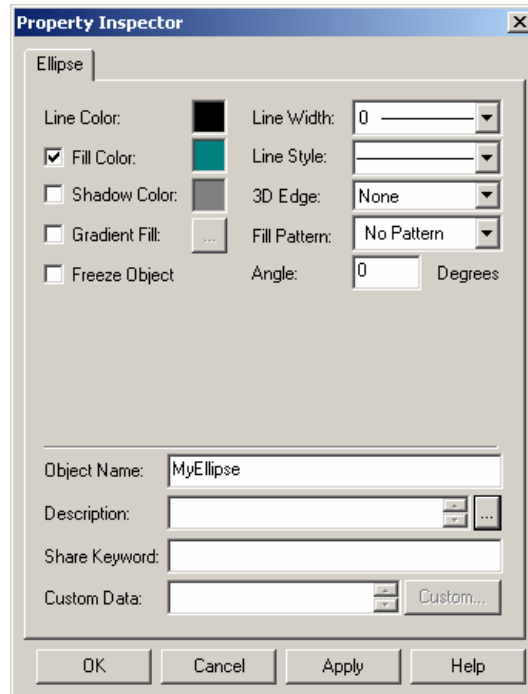 Property Inspector
Ellipse
Line Color: Line Width: 0
Fill Color: Line Style:
Shadow Color: 3D Edge: None
Gradient Fill: ... Fill Pattern: No Pattern
Freeze Object Angle: 0 Degrees
Object Name: MyEllipse
Description: ...
Share Keyword:
Custom Data: Custom...
OK Cancel Apply Help